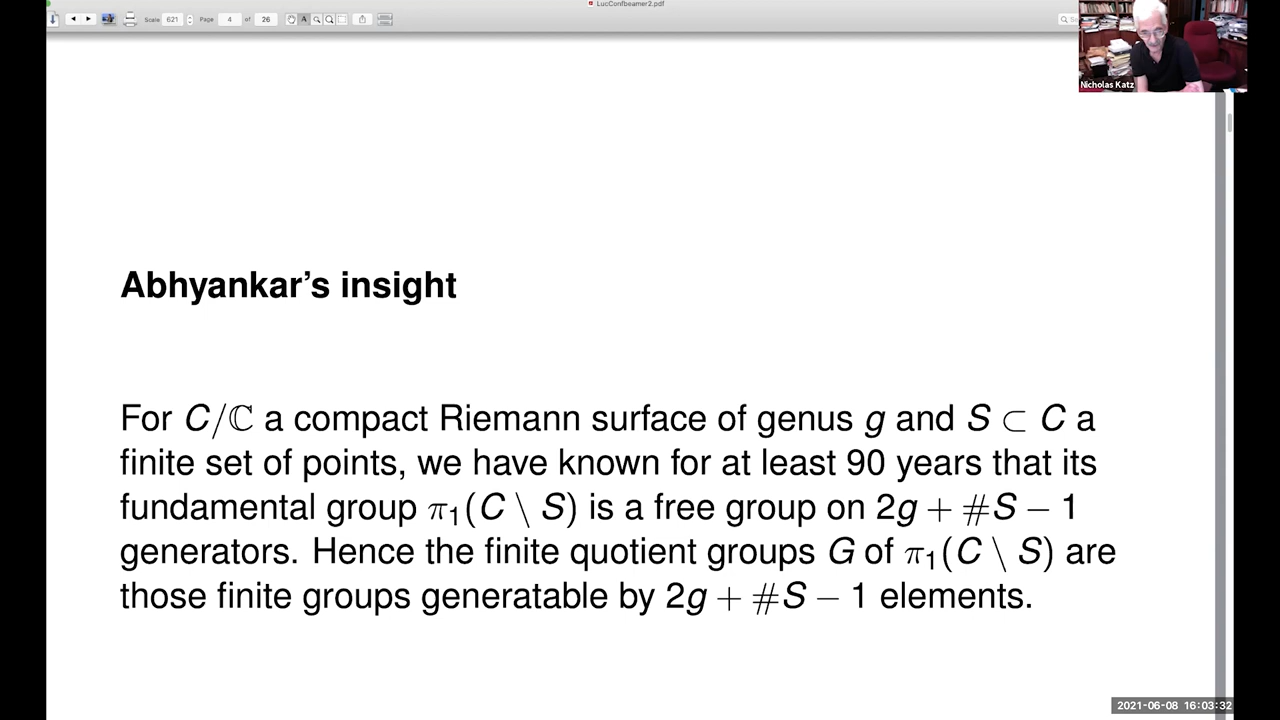 LucConfbeamer2.pdf
Scale 621 Page 4 of 26
Nicholas Katz
Abhyankar's insight
For C/ℂ a compact Riemann surface of genus g and S ⊂ C a
finite set of points, we have known for at least 90 years that its
fundamental group π₁(C \ S) is a free group on 2g + #S − 1
generators. Hence the finite quotient groups G of π₁(C \ S) are
those finite groups generatable by 2g + #S − 1 elements.
2021-06-08 16:03:32